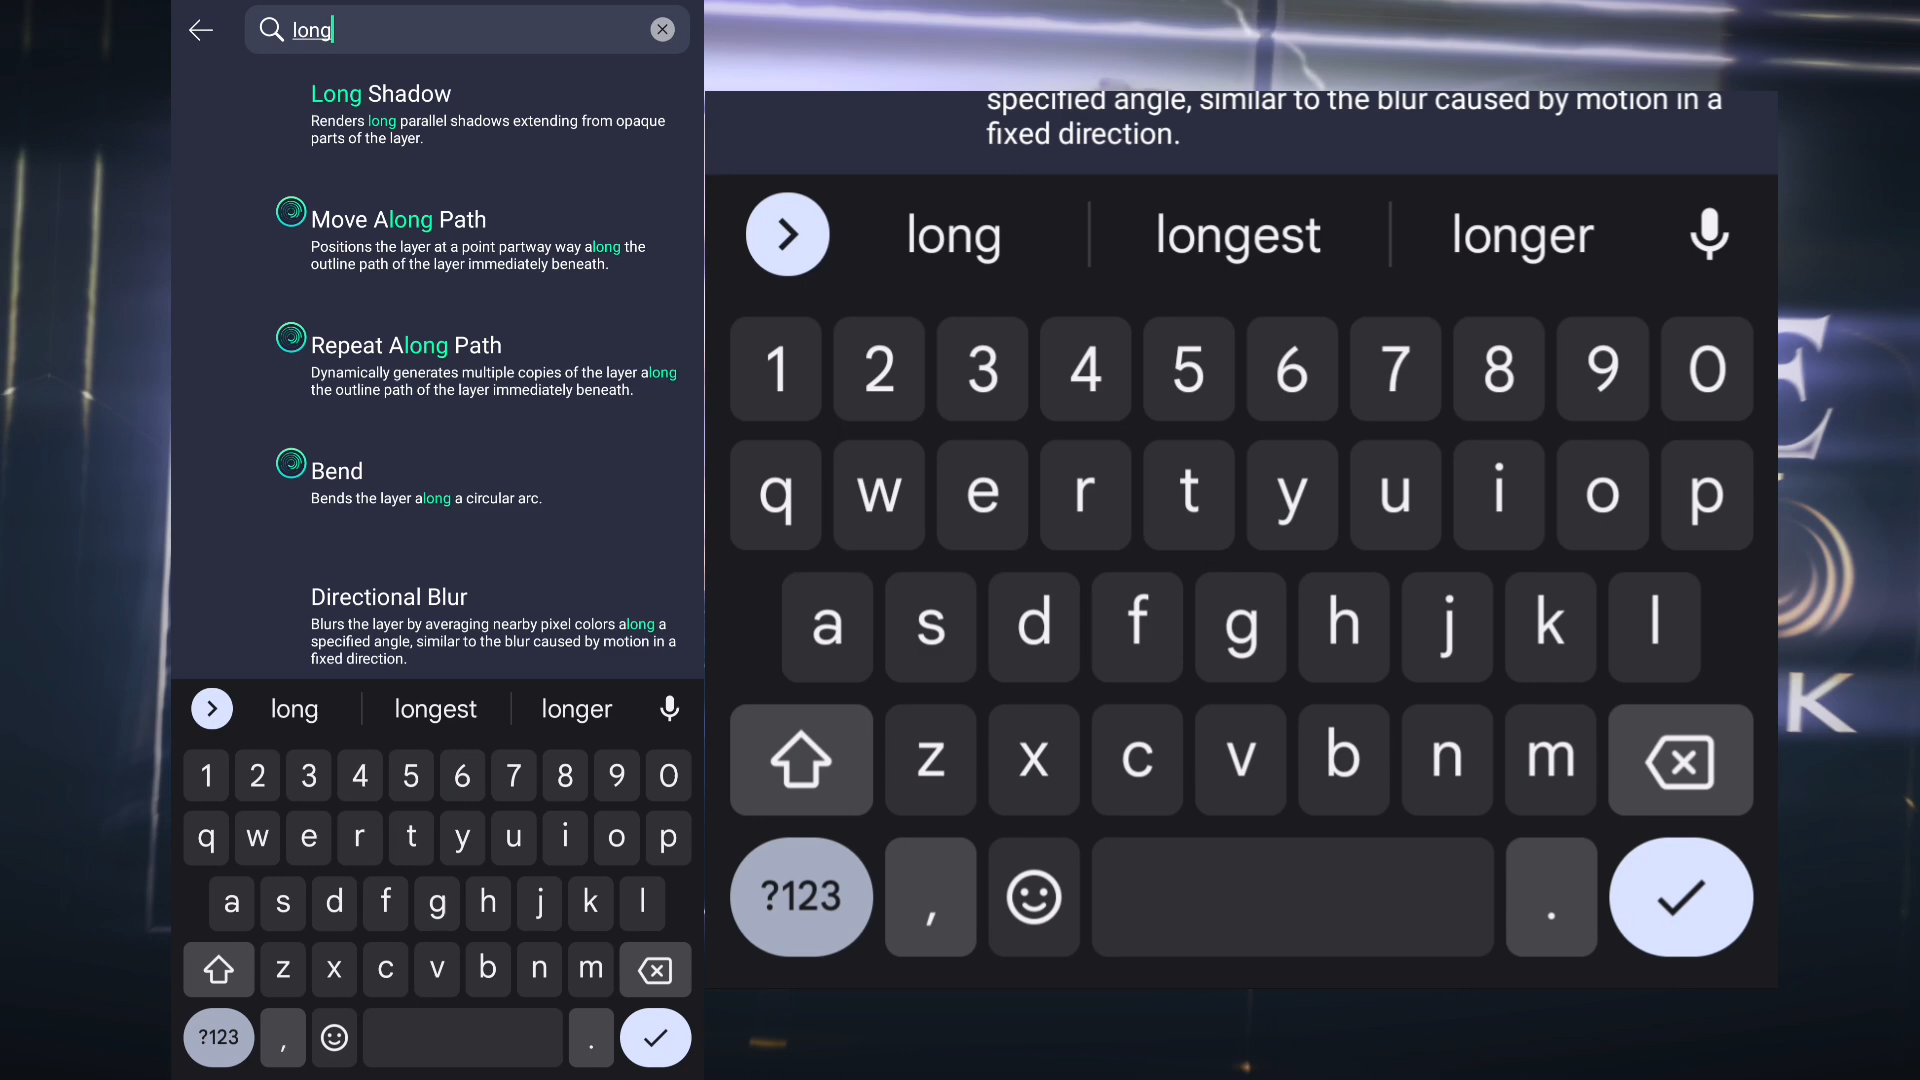 long
Long Shadow
Renders long parallel shadows extending from opaque
parts of the layer.
Move Along Path
Positions the layer at a point partway way along the
outline path of the layer immediately beneath.
Repeat Along Path
Dynamically generates multiple copies of the layer along
the outline path of the layer immediately beneath.
Bend
Bends the layer along a circular arc.
Directional Blur
Blurs the layer by averaging nearby pixel colors along a
specified angle, similar to the blur caused by motion in a
fixed direction.
long longest longer
1 2 3 4 5 6 7 8 9 0
q w e r t y u i o p
a s d f g h j k l
z x c v b n m
?123 , .
specified angle, similar to the blur caused by motion in a
fixed direction.
long longest longer
1 2 3 4 5 6 7 8 9 0
q w e r t y u i o p
a s d f g h j k l
z x c v b n m
?123 , .
E
K